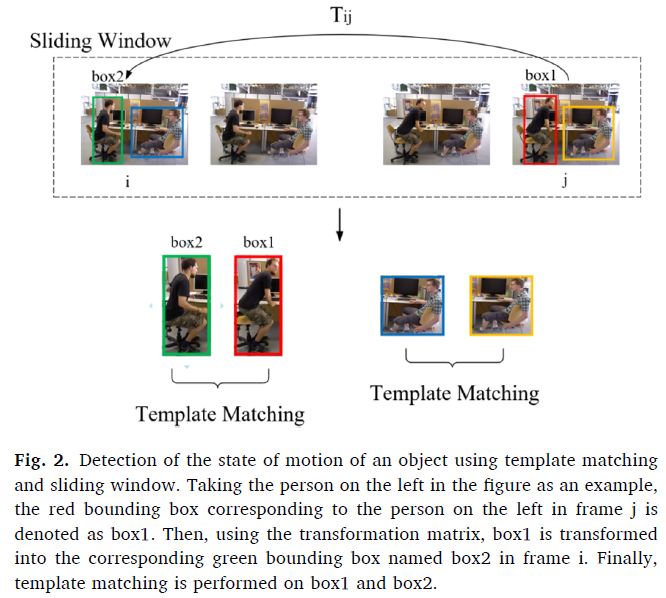 Tij
Sliding Window
box2
box1
i
j
box2
box1
Template Matching
Template Matching
Fig. 2. Detection of the state of motion of an object using template matching
and sliding window. Taking the person on the left in the figure as an example,
the red bounding box corresponding to the person on the left in frame j is
denoted as box1. Then, using the transformation matrix, box1 is transformed
into the corresponding green bounding box named box2 in frame i. Finally,
template matching is performed on box1 and box2.